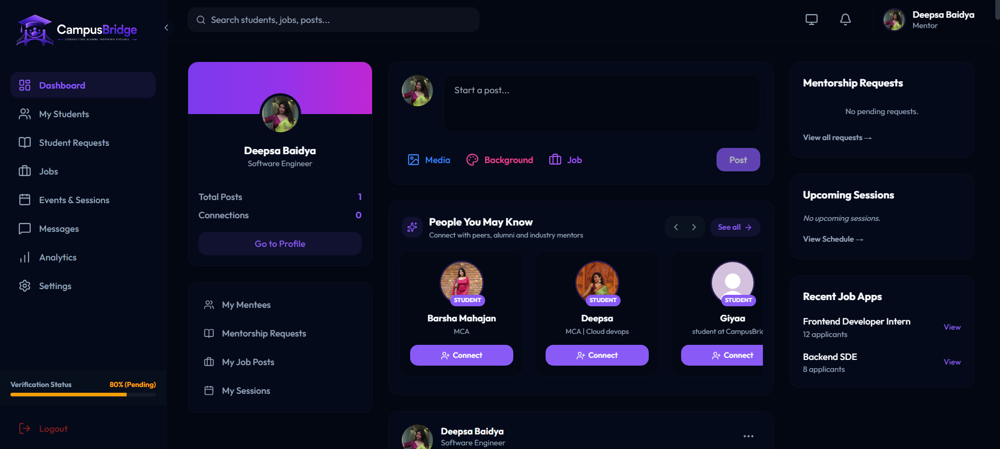 CampusBridge
CONNECTING ALUMNI. INSPIRING FUTURES.
Dashboard
My Students
Student Requests
Jobs
Events & Sessions
Messages
Analytics
Settings
Verification Status
80% (Pending)
Logout
Search students, jobs, posts...
Deepsa Baidya
Mentor
Deepsa Baidya
Software Engineer
Total Posts
1
Connections
0
Go to Profile
My Mentees
Mentorship Requests
My Job Posts
My Sessions
Start a post...
Media
Background
Job
Post
People You May Know
Connect with peers, alumni and industry mentors
See all →
STUDENT
Barsha Mahajan
MCA
Connect
STUDENT
Deepsa
MCA | Cloud devops
Connect
STUDENT
Giyaa
student at CampusBri
Connect
Deepsa Baidya
Software Engineer
Mentorship Requests
No pending requests.
View all requests →
Upcoming Sessions
No upcoming sessions.
View Schedule →
Recent Job Apps
Frontend Developer Intern
12 applicants
View
Backend SDE
8 applicants
View